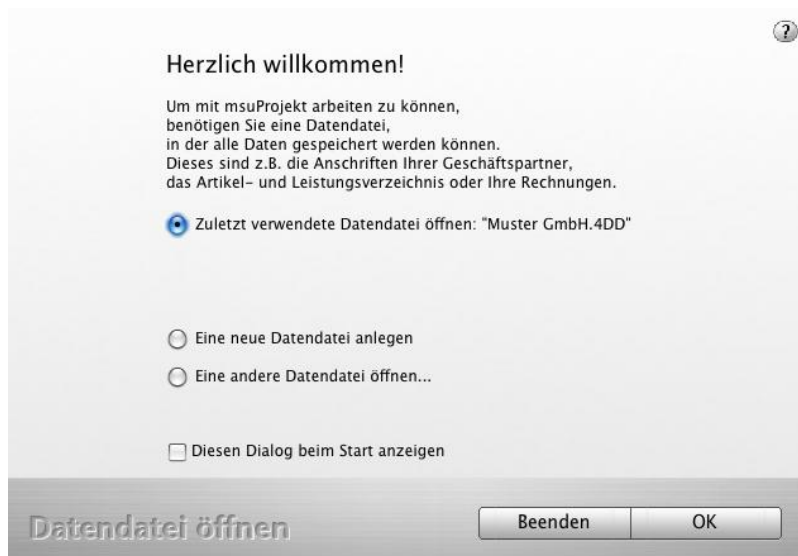 ?
Herzlich willkommen!
Um mit msuProjekt arbeiten zu können,
benötigen Sie eine Datendatei,
in der alle Daten gespeichert werden können.
Dieses sind z.B. die Anschriften Ihrer Geschäftspartner,
das Artikel- und Leistungsverzeichnis oder Ihre Rechnungen.
Zuletzt verwendete Datendatei öffnen: "Muster GmbH.4DD"
Eine neue Datendatei anlegen
Eine andere Datendatei öffnen...
Diesen Dialog beim Start anzeigen
Datendatei öffnen
Beenden
OK